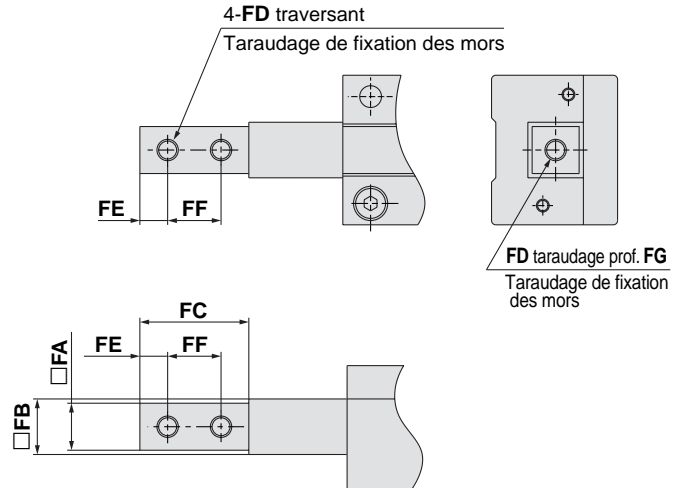 4-FD traversant
Taraudage de fixation des mors
FE FF
FD taraudage prof. FG
Taraudage de fixation
des mors
FC
FE FF
□FA
□FB